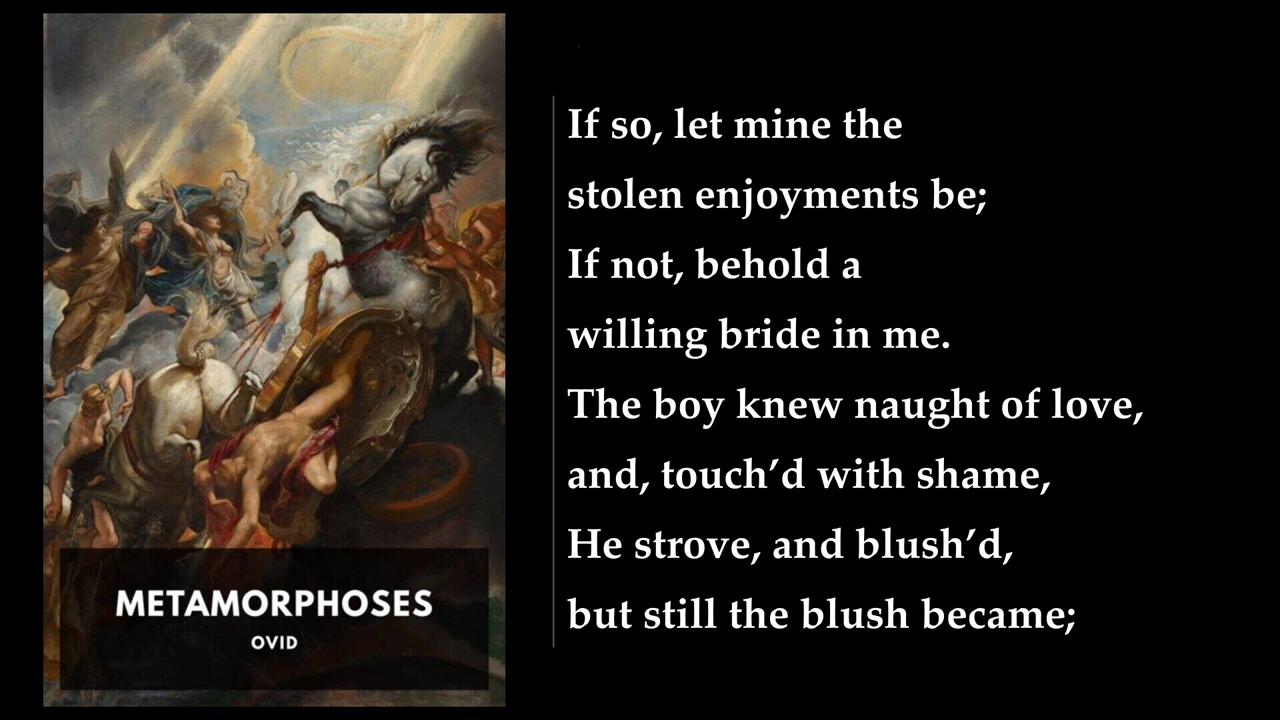 METAMORPHOSES
OVID
If so, let mine the
stolen enjoyments be;
If not, behold a
willing bride in me.
The boy knew naught of love,
and, touch’d with shame,
He strove, and blush’d,
but still the blush became;